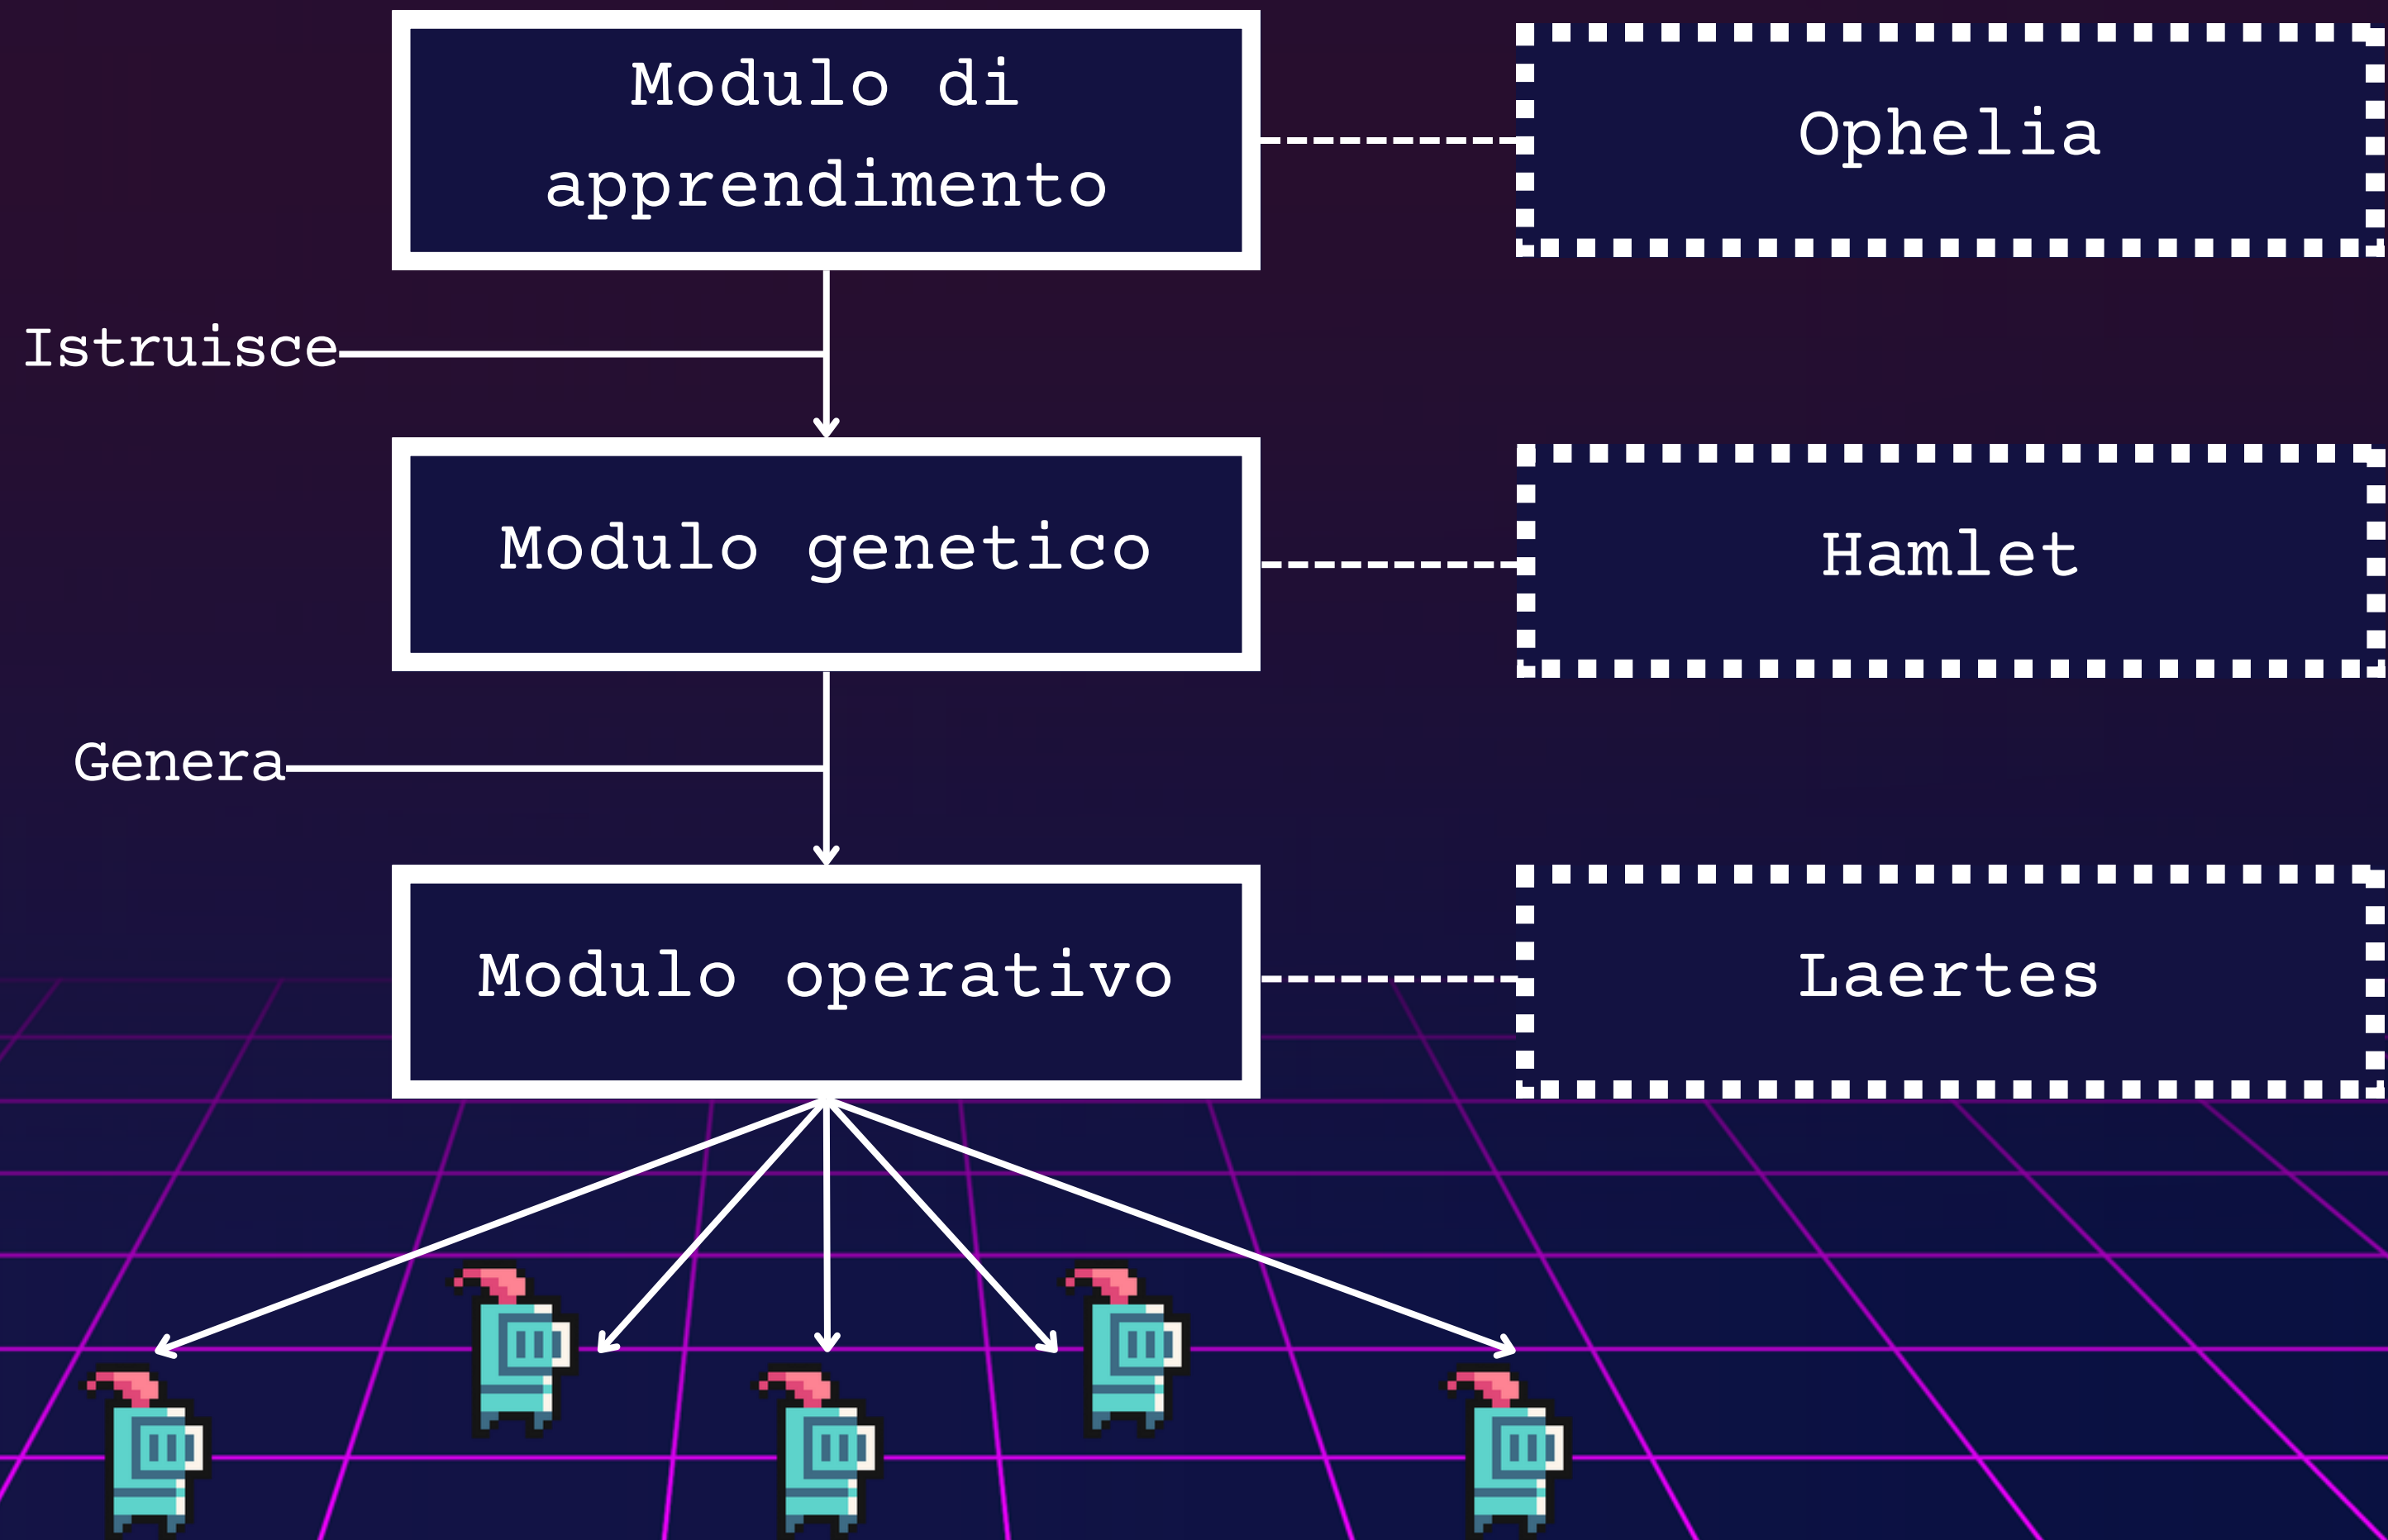 Modulo di
apprendimento
Ophelia
Istruisce
Modulo genetico
Hamlet
Genera
Modulo operativo
Laertes